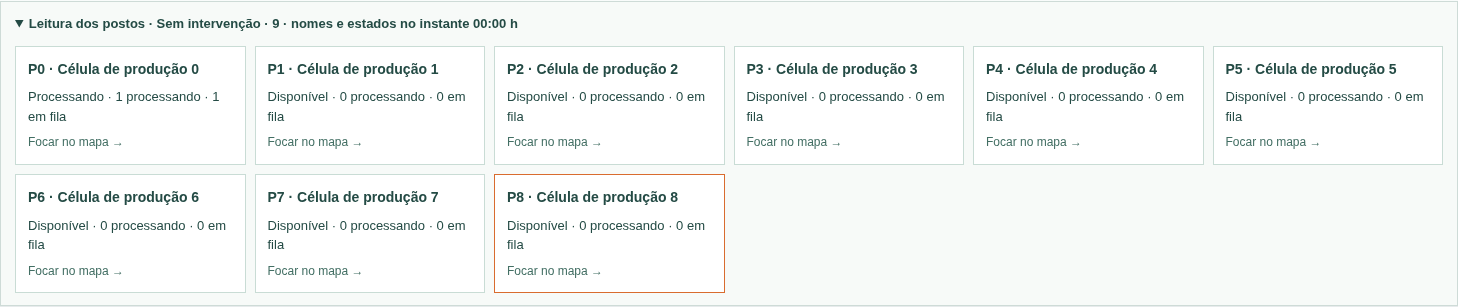 ▼ Leitura dos postos · Sem intervenção · 9 · nomes e estados no instante 00:00 h
P0 · Célula de produção 0
Processando · 1 processando · 1
em fila
Focar no mapa →
P1 · Célula de produção 1
Disponível · 0 processando · 0 em
fila
Focar no mapa →
P2 · Célula de produção 2
Disponível · 0 processando · 0 em
fila
Focar no mapa →
P3 · Célula de produção 3
Disponível · 0 processando · 0 em
fila
Focar no mapa →
P4 · Célula de produção 4
Disponível · 0 processando · 0 em
fila
Focar no mapa →
P5 · Célula de produção 5
Disponível · 0 processando · 0 em
fila
Focar no mapa →
P6 · Célula de produção 6
Disponível · 0 processando · 0 em
fila
Focar no mapa →
P7 · Célula de produção 7
Disponível · 0 processando · 0 em
fila
Focar no mapa →
P8 · Célula de produção 8
Disponível · 0 processando · 0 em
fila
Focar no mapa →